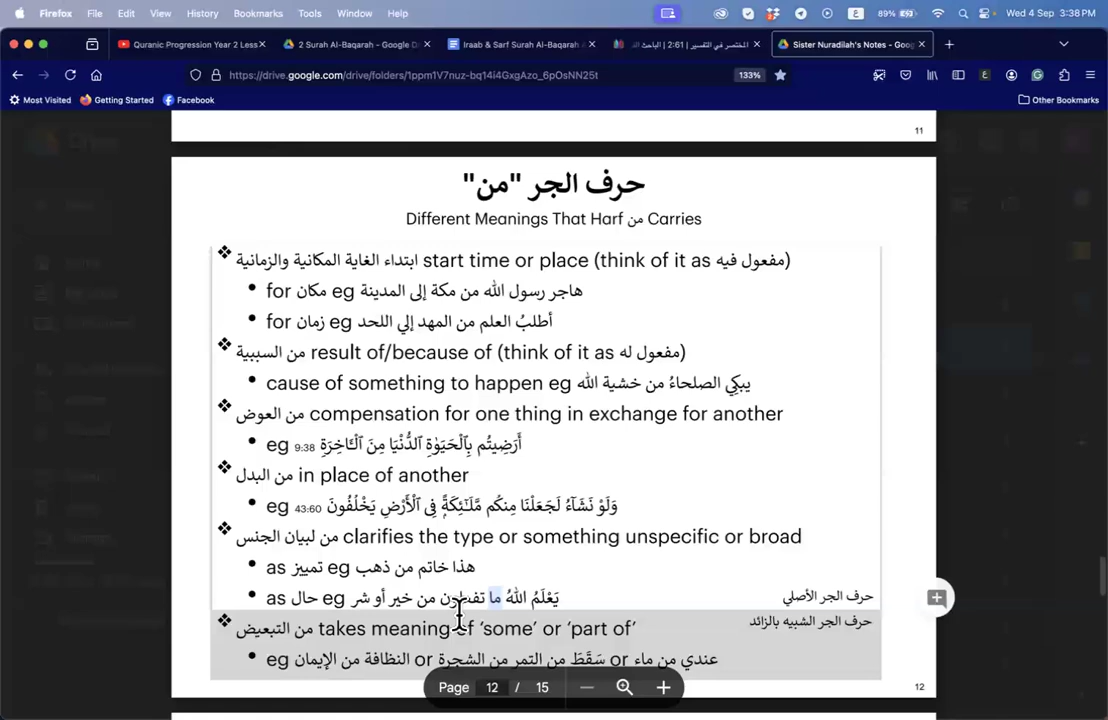 Firefox File Edit View History Bookmarks Tools Window Help 89% Wed 4 Sep 3:38 PM
Quranic Progression Year 2 Less 2 Surah Al-Baqarah - Google D Iraab & Sarf Surah Al-Baqarah المختصر في التفسير | 2:61 | الباحث Sister Nuradilah's Notes - Goog
https://drive.google.com/drive/folders/1ppm1V7nuz-bq14i4GxgAzo_6pOsNN25t 133%
Most Visited Getting Started Facebook Other Bookmarks
11
حرف الجر "من"
Different Meanings That Harf من Carries
❖ ابتداء الغاية المكانية والزمانية start time or place (think of it as مفعول فيه)
• for مكان eg هاجر رسول الله من مكة إلى المدينة
• for زمان eg أطلبُ العلم من المهد إلي اللحد
❖ من السببية result of/because of (think of it as مفعول له)
• cause of something to happen eg يبكِي الصلحاءُ من خشية الله
❖ من العوض compensation for one thing in exchange for another
• eg 9:38 أَرَضِيتُم بِٱلْحَيَوٰةِ ٱلدُّنْيَا مِنَ ٱلْـَٔاخِرَةِ
❖ من البدل in place of another
• eg 43:60 وَلَوْ نَشَآءُ لَجَعَلْنَا مِنكُم مَّلَـٰٓئِكَةً فِى ٱلْأَرْضِ يَخْلُفُونَ
❖ من لبيان الجنس clarifies the type or something unspecific or broad
• as تمييز eg هذا خاتم من ذهب
• as حال eg يَعْلَمُ اللهُ ما تفعلون من خير أو شر
حرف الجر الأصلي
❖ من التبعيض takes meaning of ‘some’ or ‘part of’
حرف الجر الشبيه بالزائد
• eg عندي من ماء or سَقَطَ من التمر من الشجرة or النظافة من الإيمان
Page 12 / 15
12